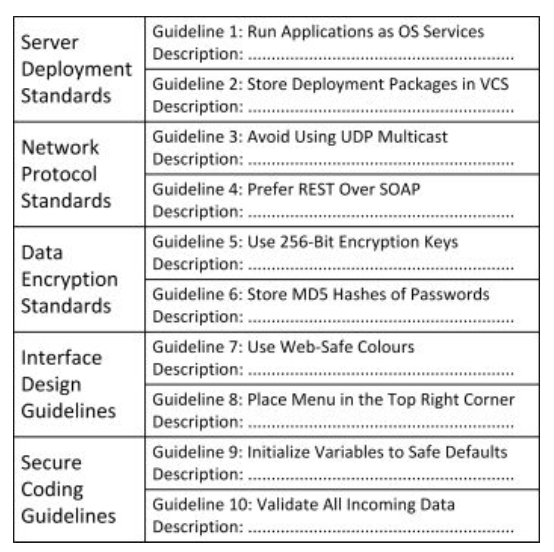 Server
Deployment
Standards
Guideline 1: Run Applications as OS Services
Description: ......................................................
Guideline 2: Store Deployment Packages in VCS
Description: ......................................................
Network
Protocol
Standards
Guideline 3: Avoid Using UDP Multicast
Description: ......................................................
Guideline 4: Prefer REST Over SOAP
Description: ......................................................
Data
Encryption
Standards
Guideline 5: Use 256-Bit Encryption Keys
Description: ......................................................
Guideline 6: Store MD5 Hashes of Passwords
Description: ......................................................
Interface
Design
Guidelines
Guideline 7: Use Web-Safe Colours
Description: ......................................................
Guideline 8: Place Menu in the Top Right Corner
Description: ......................................................
Secure
Coding
Guidelines
Guideline 9: Initialize Variables to Safe Defaults
Description: ......................................................
Guideline 10: Validate All Incoming Data
Description: ......................................................